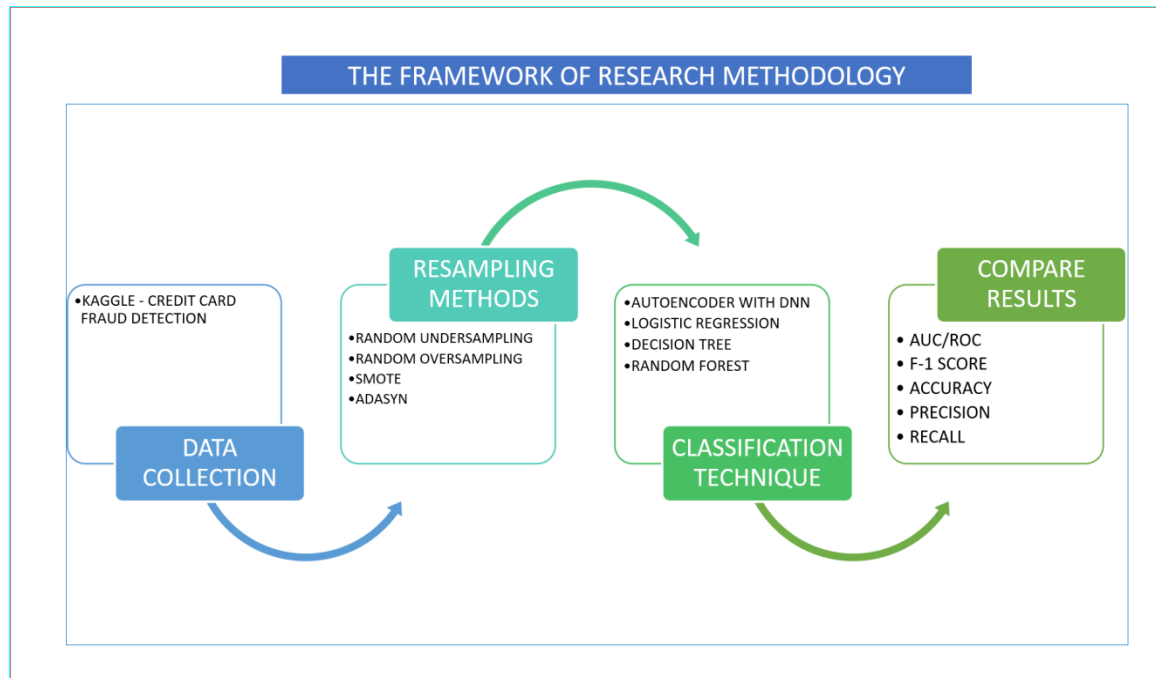 THE FRAMEWORK OF RESEARCH METHODOLOGY
•KAGGLE - CREDIT CARD
FRAUD DETECTION
DATA
COLLECTION
RESAMPLING
METHODS
•RANDOM UNDERSAMPLING
•RANDOM OVERSAMPLING
•SMOTE
•ADASYN
•AUTOENCODER WITH DNN
•LOGISTIC REGRESSION
•DECISION TREE
•RANDOM FOREST
CLASSIFICATION
TECHNIQUE
COMPARE
RESULTS
• AUC/ROC
• F-1 SCORE
• ACCURACY
• PRECISION
• RECALL